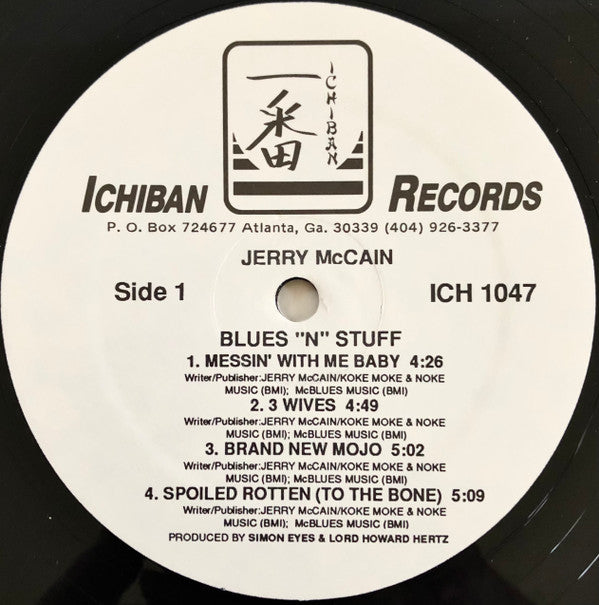 一番
ICHIBAN
ICHIBAN RECORDS
P. O. Box 724677 Atlanta, Ga. 30339 (404) 926-3377
JERRY McCAIN
Side 1
ICH 1047
BLUES "N" STUFF
1. MESSIN' WITH ME BABY 4:26
Writer/Publisher:JERRY McCAIN/KOKE MOKE & NOKE
MUSIC (BMI); McBLUES MUSIC (BMI)
2. 3 WIVES 4:49
Writer/Publisher:JERRY McCAIN/KOKE MOKE & NOKE
MUSIC (BMI); McBLUES MUSIC (BMI)
3. BRAND NEW MOJO 5:02
Writer/Publisher:JERRY McCAIN/KOKE MOKE & NOKE
MUSIC (BMI); McBLUES MUSIC (BMI)
4. SPOILED ROTTEN (TO THE BONE) 5:09
Writer/Publisher:JERRY McCAIN/KOKE MOKE & NOKE
MUSIC (BMI); McBLUES MUSIC (BMI)
PRODUCED BY SIMON EYES & LORD HOWARD HERTZ